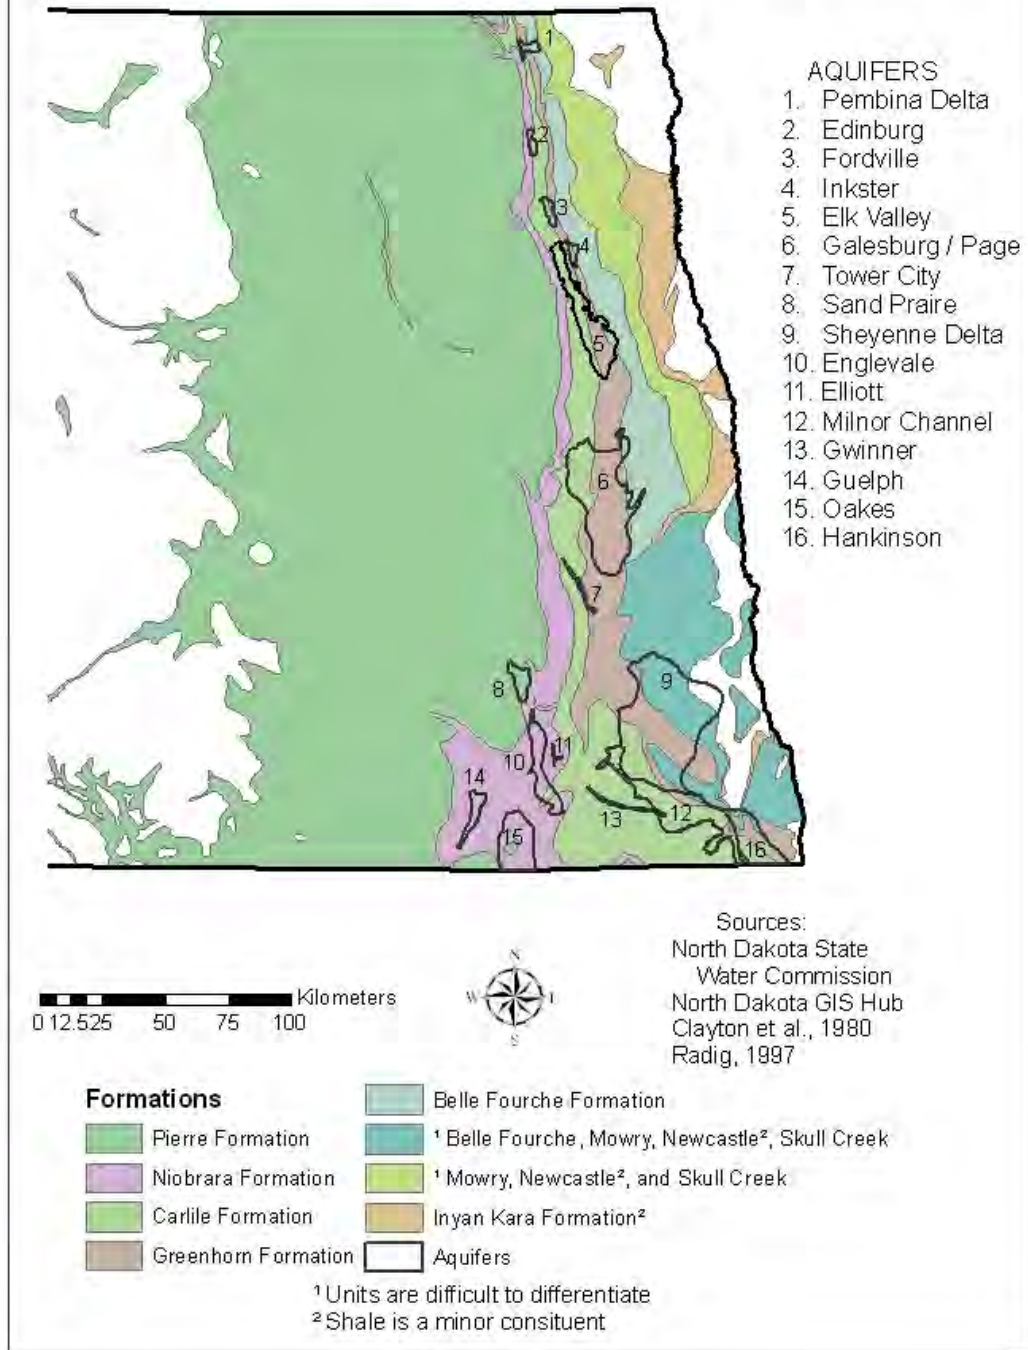 AQUIFERS
1. Pembina Delta
2. Edinburg
3. Fordville
4. Inkster
5. Elk Valley
6. Galesburg / Page
7. Tower City
8. Sand Praire
9. Sheyenne Delta
10. Englevale
11. Elliott
12. Milnor Channel
13. Gwinner
14. Guelph
15. Oakes
16. Hankinson
1
2
3
4
5
6
7
8
9
10
11
14
13
12
15
16
Sources:
North Dakota State
Water Commission
North Dakota GIS Hub
Clayton et al., 1980
Radig, 1997
Kilometers
0 12.525 50 75 100
N
W E
S
Formations
Pierre Formation
Niobrara Formation
Carlile Formation
Greenhorn Formation
Belle Fourche Formation
¹ Belle Fourche, Mowry, Newcastle², Skull Creek
¹ Mowry, Newcastle², and Skull Creek
Inyan Kara Formation²
Aquifers
¹ Units are difficult to differentiate
² Shale is a minor consituent